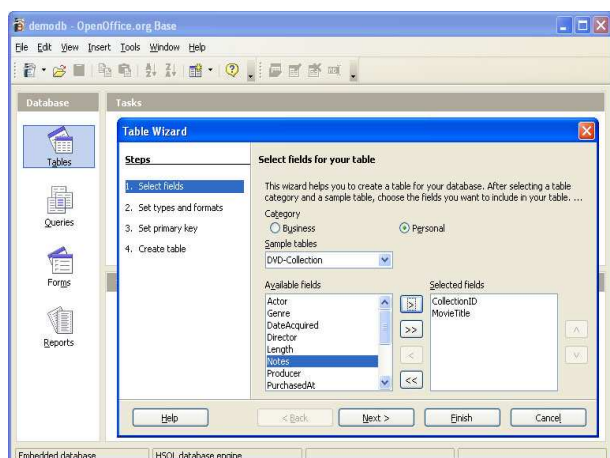 demodb - OpenOffice.org Base
File Edit View Insert Tools Window Help
Database
Tasks
Tables
Queries
Forms
Reports
Table Wizard
Steps
1. Select fields
2. Set types and formats
3. Set primary key
4. Create table
Select fields for your table
This wizard helps you to create a table for your database. After selecting a table
category and a sample table, choose the fields you want to include in your table. ...
Category
Business
Personal
Sample tables
DVD-Collection
Available fields
Actor
Genre
DateAcquired
Director
Length
Notes
Producer
PurchasedAt
>
>>
<
<<
Selected fields
CollectionID
MovieTitle
Help
< Back
Next >
Finish
Cancel
Embedded database
HSQL database engine